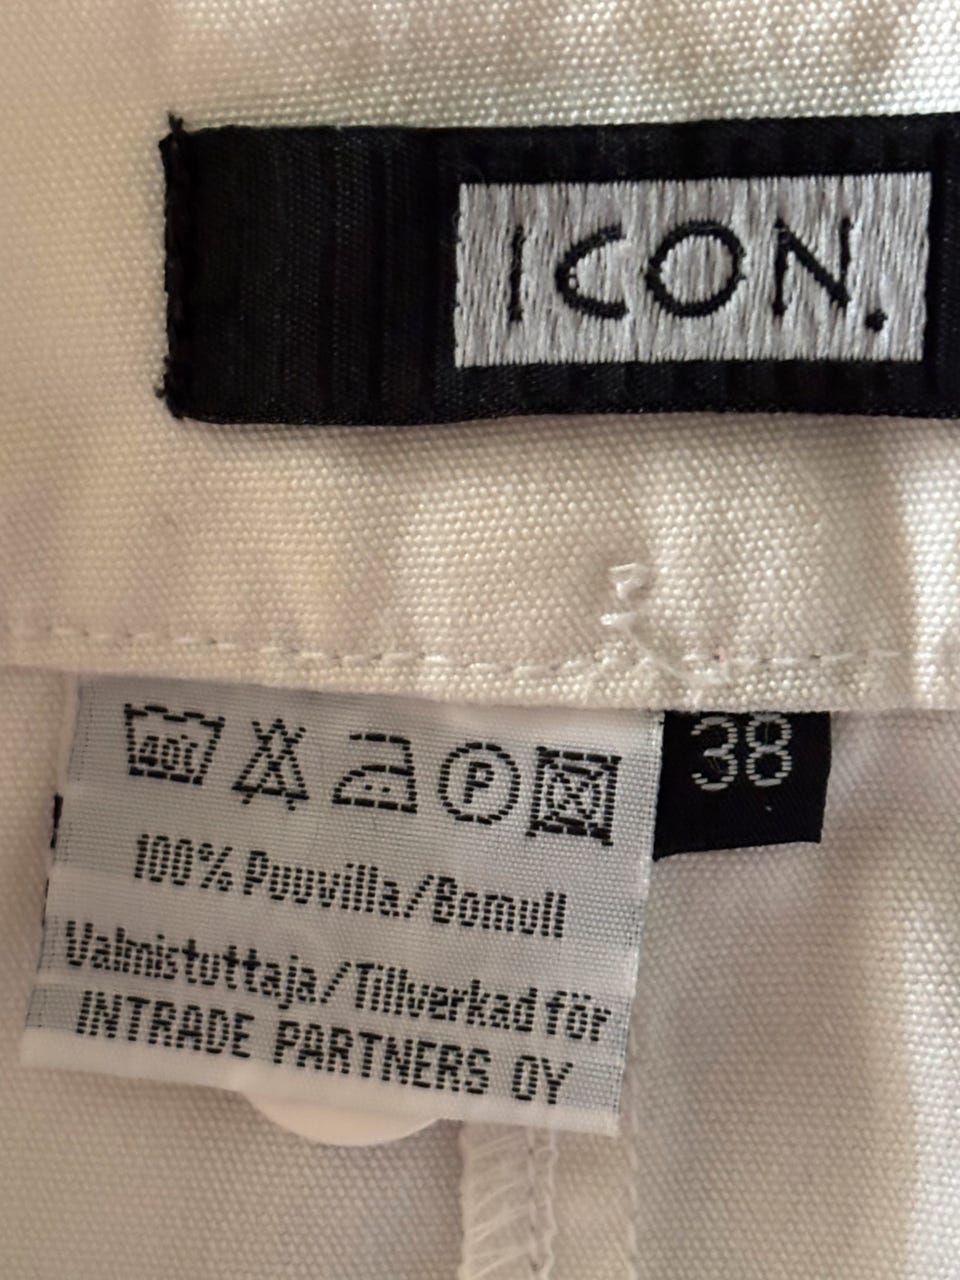 ICON.
38
40°C
P
100% Puuvilla/Bomull
Valmistuttaja/Tillverkad för
INTRADE PARTNERS OY